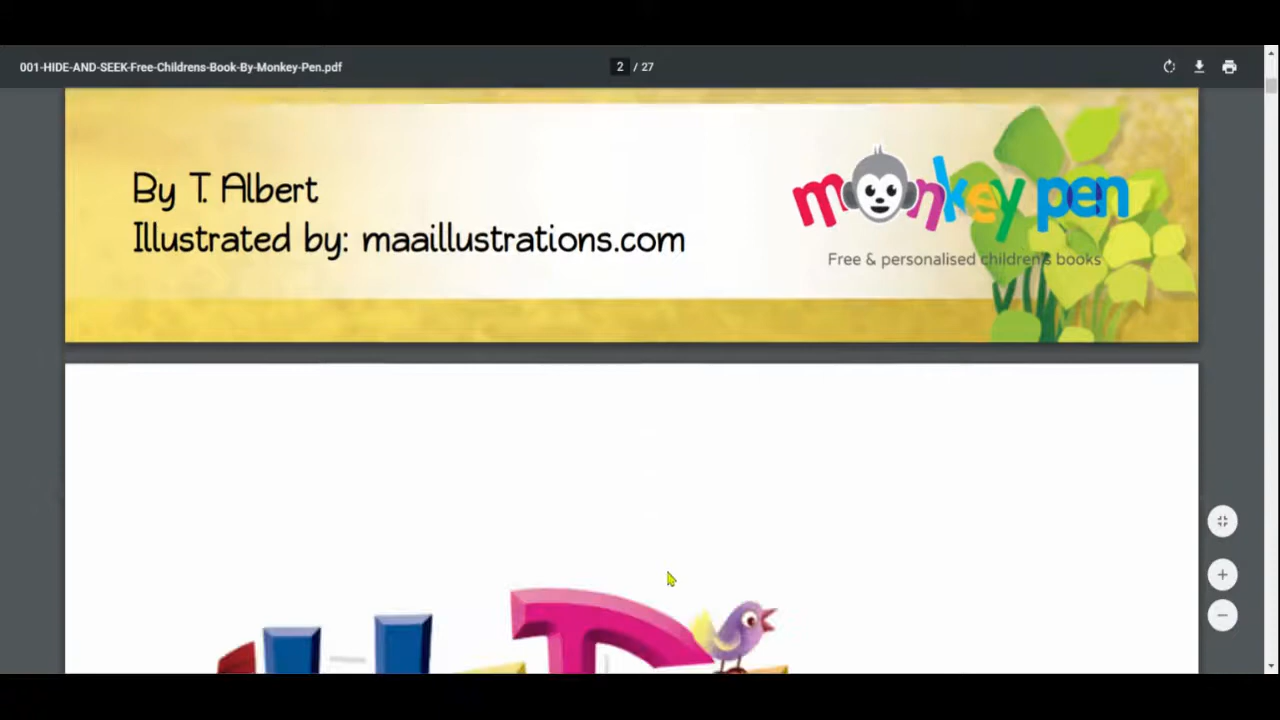 001-HIDE-AND-SEEK-Free-Childrens-Book-By-Monkey-Pen.pdf
2 / 27
By T. Albert
Illustrated by: maaillustrations.com
monkey pen
Free & personalised children's books